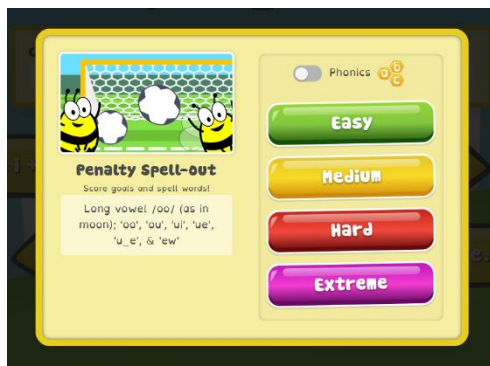 Penalty Spell-out
Score goals and spell words!
Long vowel /oo/ (as in
moon); 'oo', 'ou', 'ui', 'ue',
'u_e', & 'ew'
Phonics
a b c
Easy
Medium
Hard
Extreme